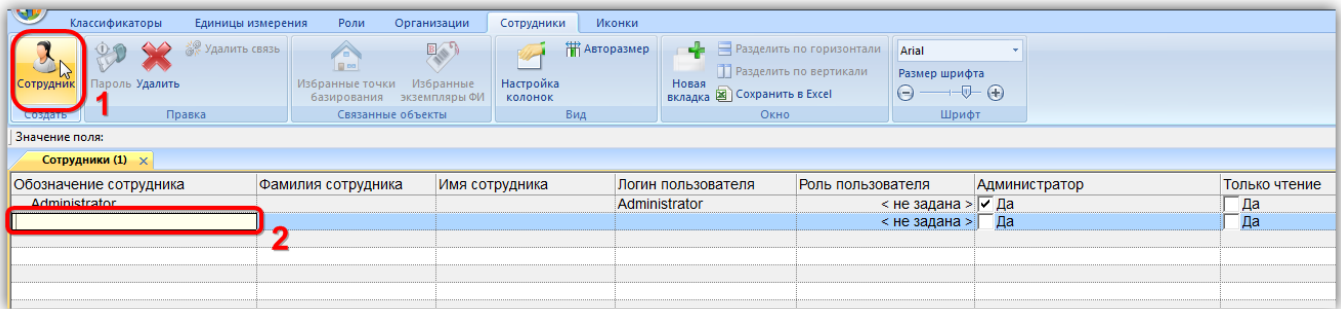 Классификаторы Единицы измерения Роли Организации Сотрудники Иконки
Сотрудник Пароль Удалить Удалить связь Избранные точки базирования Избранные экземпляры ФИ Настройка колонок Авторазмер Новая вкладка Разделить по горизонтали Arial
Разделить по вертикали Размер шрифта
Сохранить в Excel
1
Создать Правка Связанные объекты Вид Окно Шрифт
Значение поля:
Сотрудники (1)
Обозначение сотрудника Фамилия сотрудника Имя сотрудника Логин пользователя Роль пользователя Администратор Только чтение
Administrator Administrator < не задана > Да Да
< не задана > Да Да
2